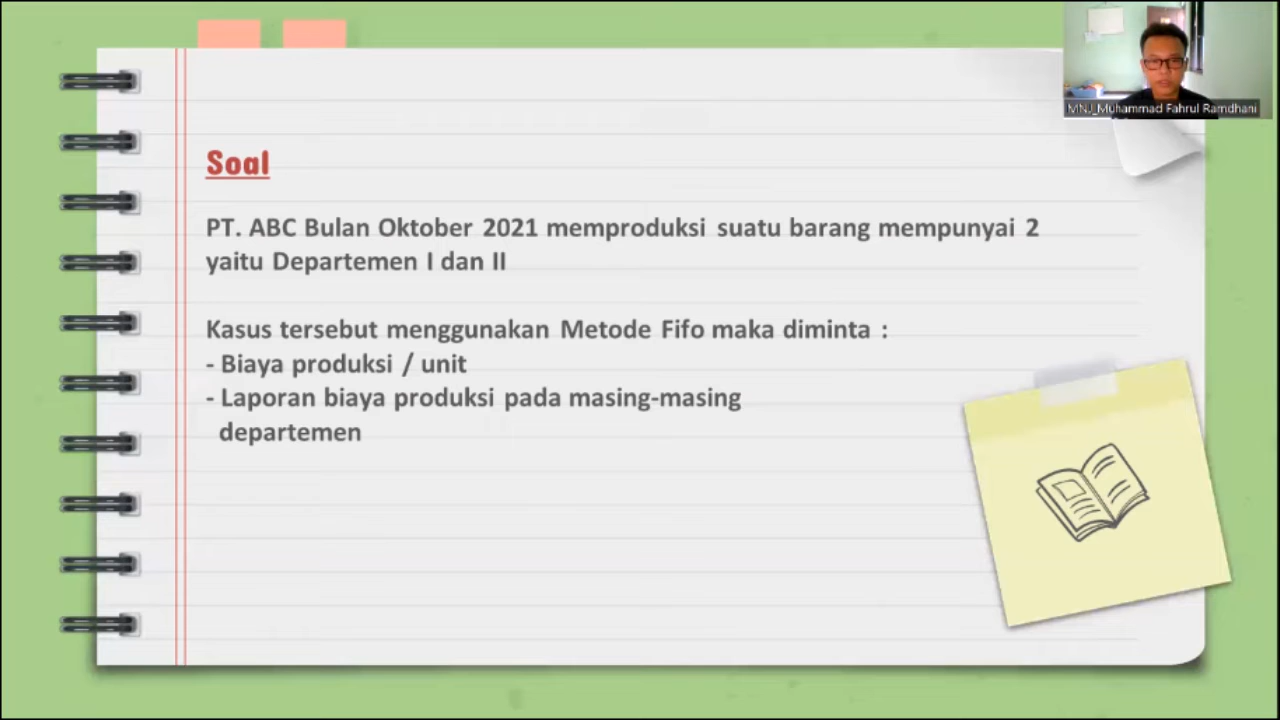 MNJ_Muhammad Fahrul Ramdhani
Soal
PT. ABC Bulan Oktober 2021 memproduksi suatu barang mempunyai 2
yaitu Departemen I dan II
Kasus tersebut menggunakan Metode Fifo maka diminta :
- Biaya produksi / unit
- Laporan biaya produksi pada masing-masing
departemen